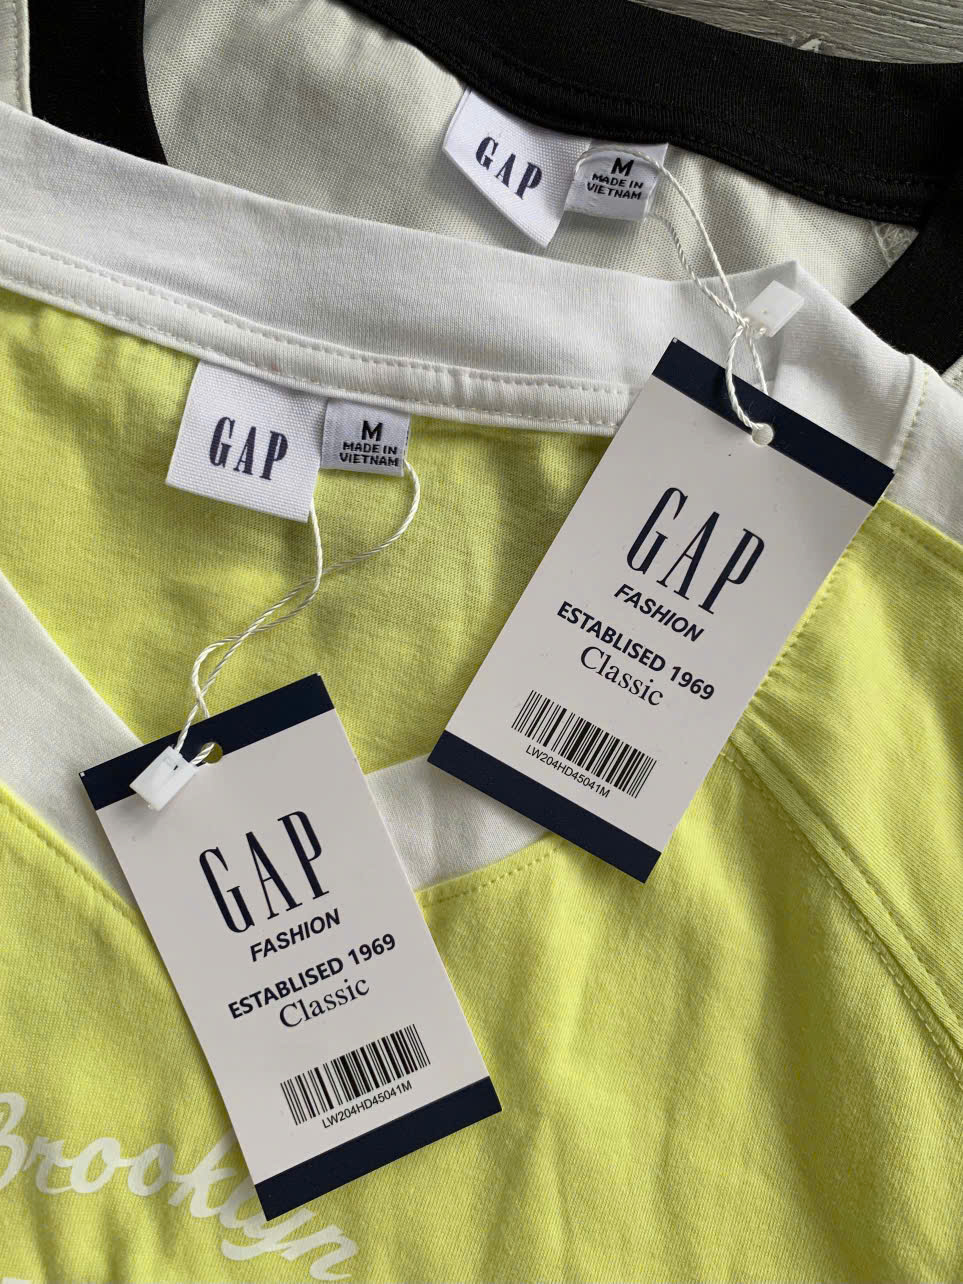 GAP
M
MADE IN
VIETNAM
GAP
M
MADE IN
VIETNAM
GAP
FASHION
ESTABLISED 1969
Classic
LW204HD45041M
GAP
FASHION
ESTABLISED 1969
Classic
LW204HD45041M
Brooklyn